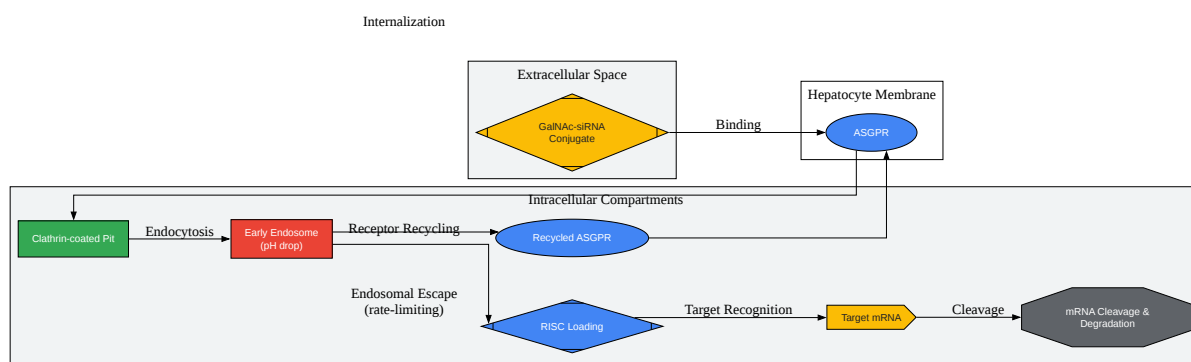 Internalization
Extracellular Space
GalNAc-siRNA
Conjugate
Binding
Hepatocyte Membrane
ASGPR
Intracellular Compartments
Clathrin-coated Pit
Endocytosis
Early Endosome
(pH drop)
Receptor Recycling
Recycled ASGPR
Endosomal Escape
(rate-limiting)
RISC Loading
Target Recognition
Target mRNA
Cleavage
mRNA Cleavage &
Degradation